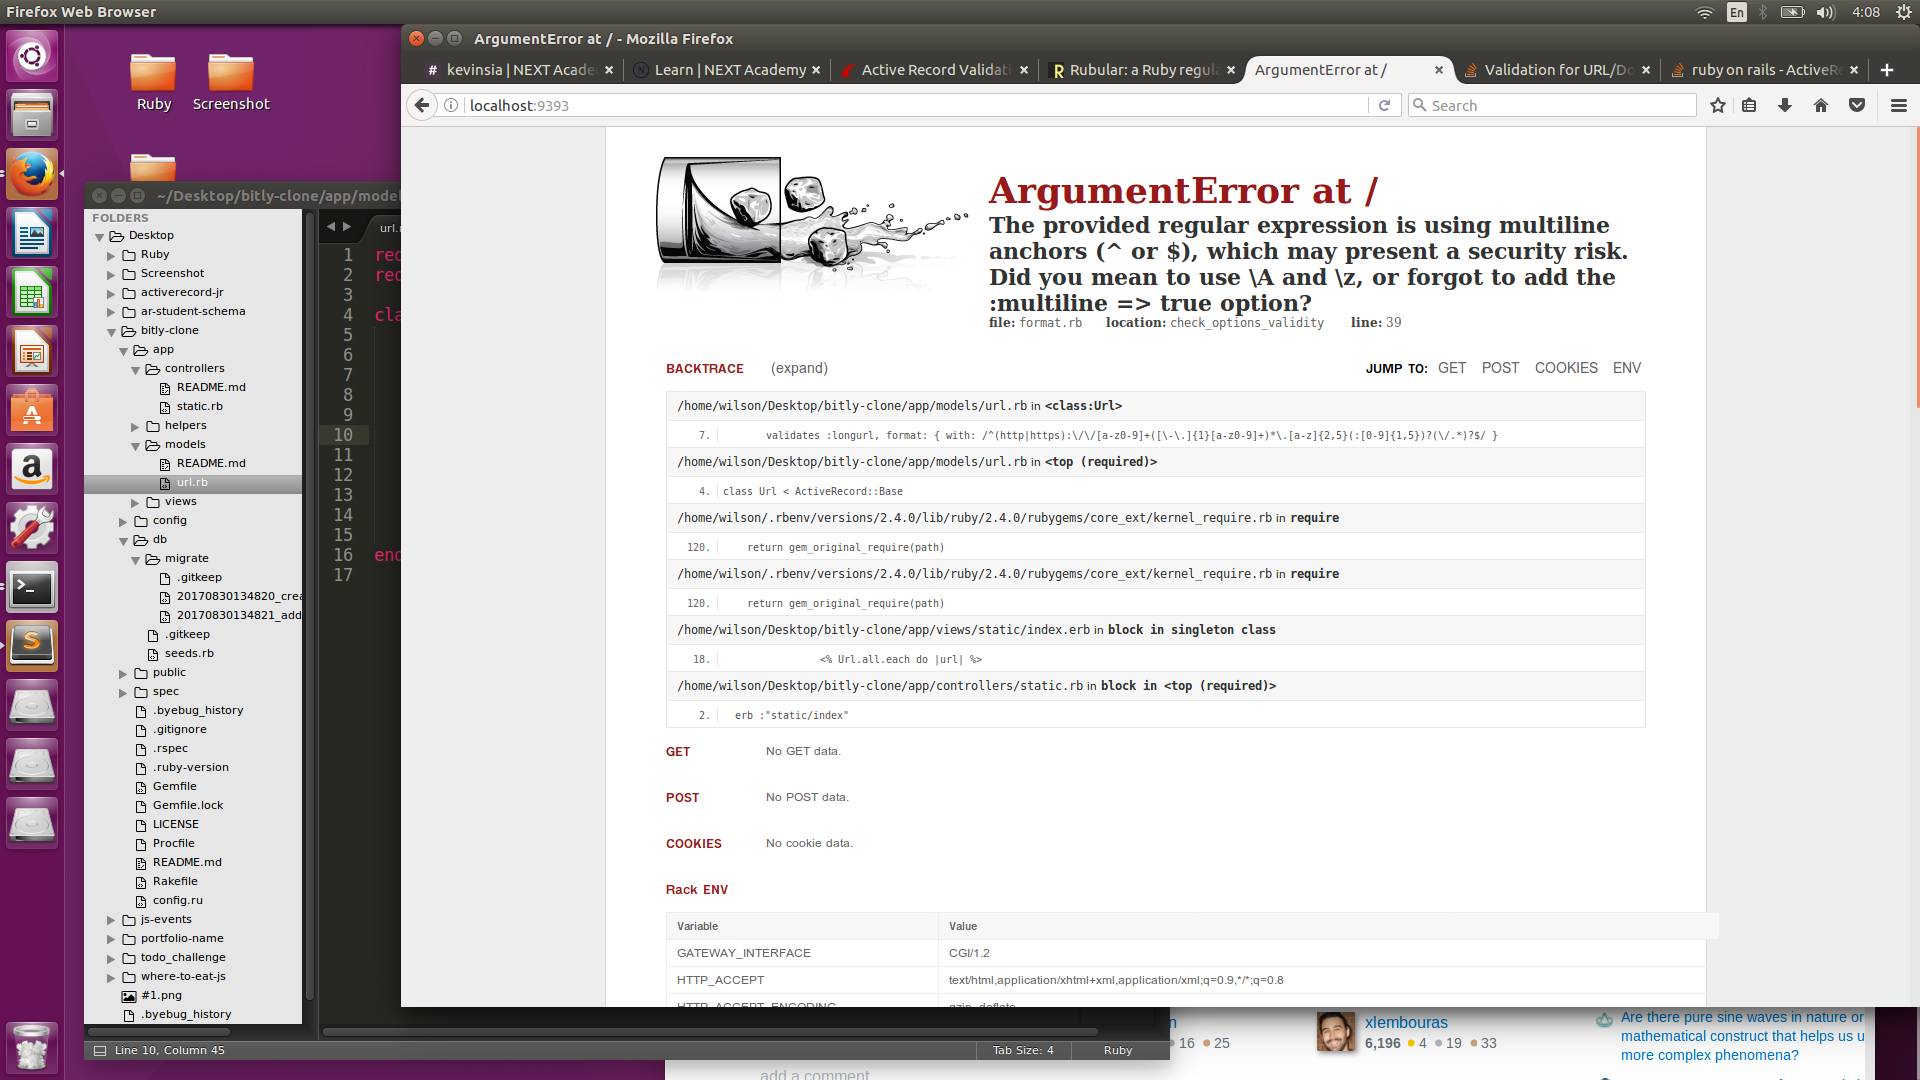 Firefox Web Browser
En
4:08
Ruby
Screenshot
ArgumentError at / - Mozilla Firefox
# kevinsia | NEXT Acade
Learn | NEXT Academy
Active Record Validati
Rubular: a Ruby regula
ArgumentError at /
Validation for URL/Do
ruby on rails - ActiveRe
localhost:9393
Search
~/Desktop/bitly-clone/app/model
FOLDERS
Desktop
Ruby
Screenshot
activerecord-jr
ar-student-schema
bitly-clone
app
controllers
README.md
static.rb
helpers
models
README.md
url.rb
views
config
db
migrate
.gitkeep
20170830134820_crea
20170830134821_add
.gitkeep
seeds.rb
public
spec
.byebug_history
.gitignore
.rspec
.ruby-version
Gemfile
Gemfile.lock
LICENSE
Procfile
README.md
Rakefile
config.ru
js-events
portfolio-name
todo_challenge
where-to-eat-js
#1.png
.byebug_history
url.r
1 req
2 req
3
4 cla
5
6
7
8
9
10
11
12
13
14
15
16 end
17
Line 10, Column 45
Tab Size: 4
Ruby
ArgumentError at /
The provided regular expression is using multiline
anchors (^ or $), which may present a security risk.
Did you mean to use \A and \z, or forgot to add the
:multiline => true option?
file: format.rb location: check_options_validity line: 39
BACKTRACE (expand)
JUMP TO: GET POST COOKIES ENV
/home/wilson/Desktop/bitly-clone/app/models/url.rb in <class:Url>
7. validates :longurl, format: { with: /^(http|https):\/\/[a-z0-9]+([\-\.]{1}[a-z0-9]+)*\.[a-z]{2,5}(:[0-9]{1,5})?(\/.*)?$/ }
/home/wilson/Desktop/bitly-clone/app/models/url.rb in <top (required)>
4. class Url < ActiveRecord::Base
/home/wilson/.rbenv/versions/2.4.0/lib/ruby/2.4.0/rubygems/core_ext/kernel_require.rb in require
120. return gem_original_require(path)
/home/wilson/.rbenv/versions/2.4.0/lib/ruby/2.4.0/rubygems/core_ext/kernel_require.rb in require
120. return gem_original_require(path)
/home/wilson/Desktop/bitly-clone/app/views/static/index.erb in block in singleton class
18. <% Url.all.each do |url| %>
/home/wilson/Desktop/bitly-clone/app/controllers/static.rb in block in <top (required)>
2. erb :"static/index"
GET No GET data.
POST No POST data.
COOKIES No cookie data.
Rack ENV
Variable Value
GATEWAY_INTERFACE CGI/1.2
HTTP_ACCEPT text/html,application/xhtml+xml,application/xml;q=0.9,*/*;q=0.8
HTTP_ACCEPT_ENCODING gzip, deflate
n
16 25
xlembouras
6,196 4 19 33
Are there pure sine waves in nature or
mathematical construct that helps us u
more complex phenomena?
add a comment